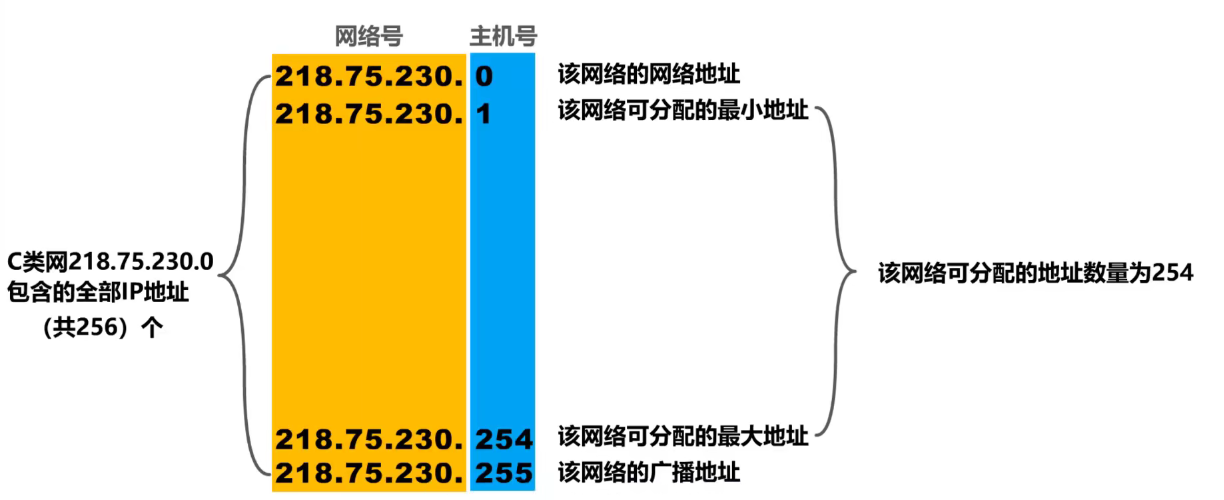 网络号 主机号
218.75.230. 0 该网络的网络地址
218.75.230. 1 该网络可分配的最小地址
C类网218.75.230.0
包含的全部IP地址
（共256）个
该网络可分配的地址数量为254
218.75.230. 254 该网络可分配的最大地址
218.75.230. 255 该网络的广播地址